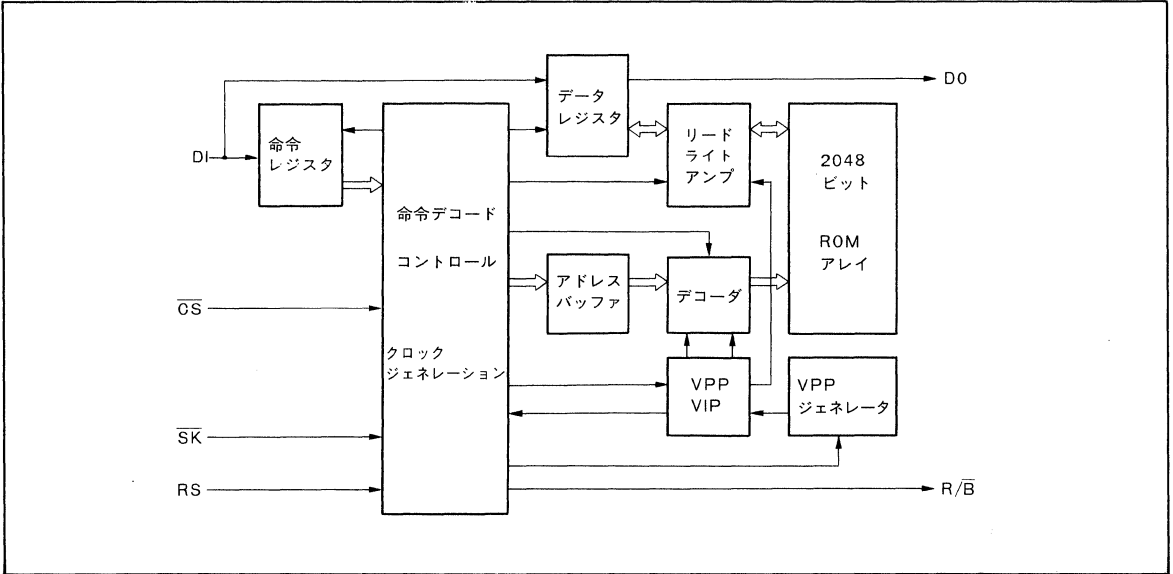 DO
データ
レジスタ
DI
命令
レジスタ
リード
ライト
アンプ
2048
ビット
ROM
アレイ
命令デコード
コントロール
クロック
ジェネレーション
アドレス
バッファ
デコーダ
C̅S̅
VPP
VIP
VPP
ジェネレータ
S̅K̅
RS
R/B̅